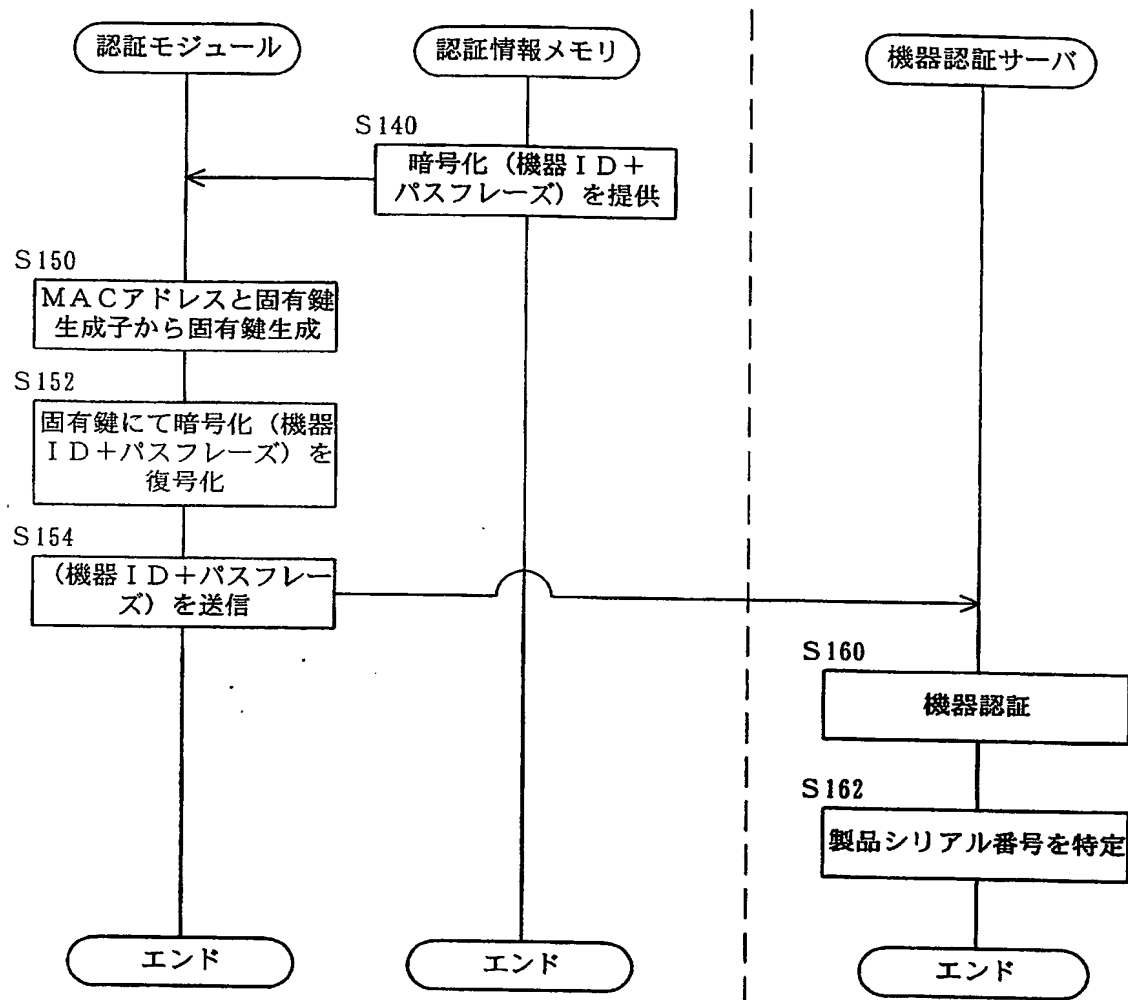 認証モジュール
認証情報メモリ
機器認証サーバ
S140
暗号化（機器ＩＤ＋
パスフレーズ）を提供
S150
ＭＡＣアドレスと固有鍵
生成子から固有鍵生成
S152
固有鍵にて暗号化（機器
ＩＤ＋パスフレーズ）を
復号化
S154
（機器ＩＤ＋パスフレー
ズ）を送信
S160
機器認証
S162
製品シリアル番号を特定
エンド
エンド
エンド